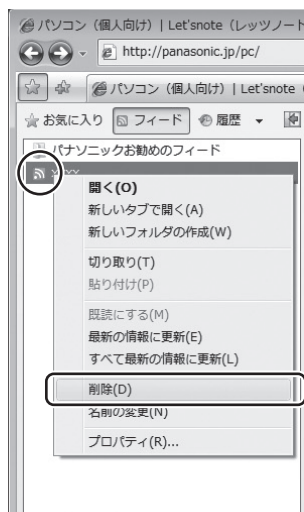 パソコン（個人向け） | Let'snote（レッツノート
http://panasonic.jp/pc/
パソコン（個人向け） | Let'snote（
お気に入り フィード 履歴
パナソニックお勧めのフィード
開く(O)
新しいタブで開く(A)
新しいフォルダの作成(W)
切り取り(T)
貼り付け(P)
既読にする(M)
最新の情報に更新(E)
すべて最新の情報に更新(L)
削除(D)
名前の変更(N)
プロパティ(R)...